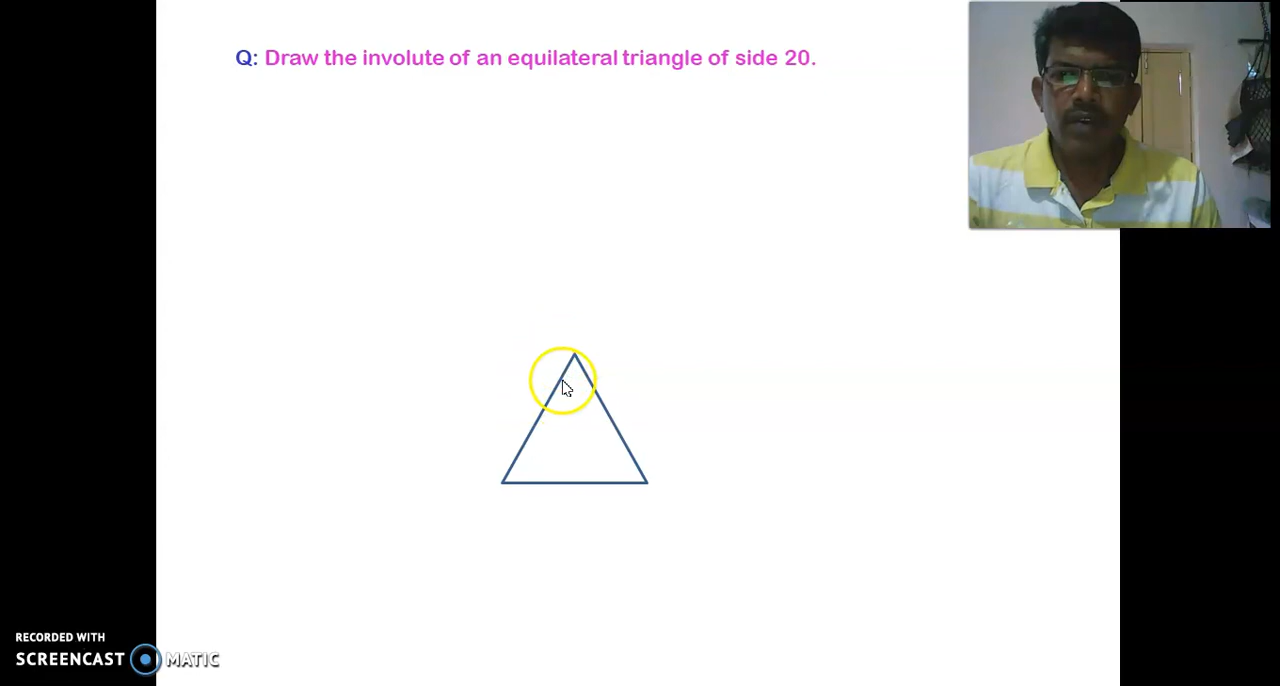 Q: Draw the involute of an equilateral triangle of side 20.
RECORDED WITH
SCREENCAST MATIC